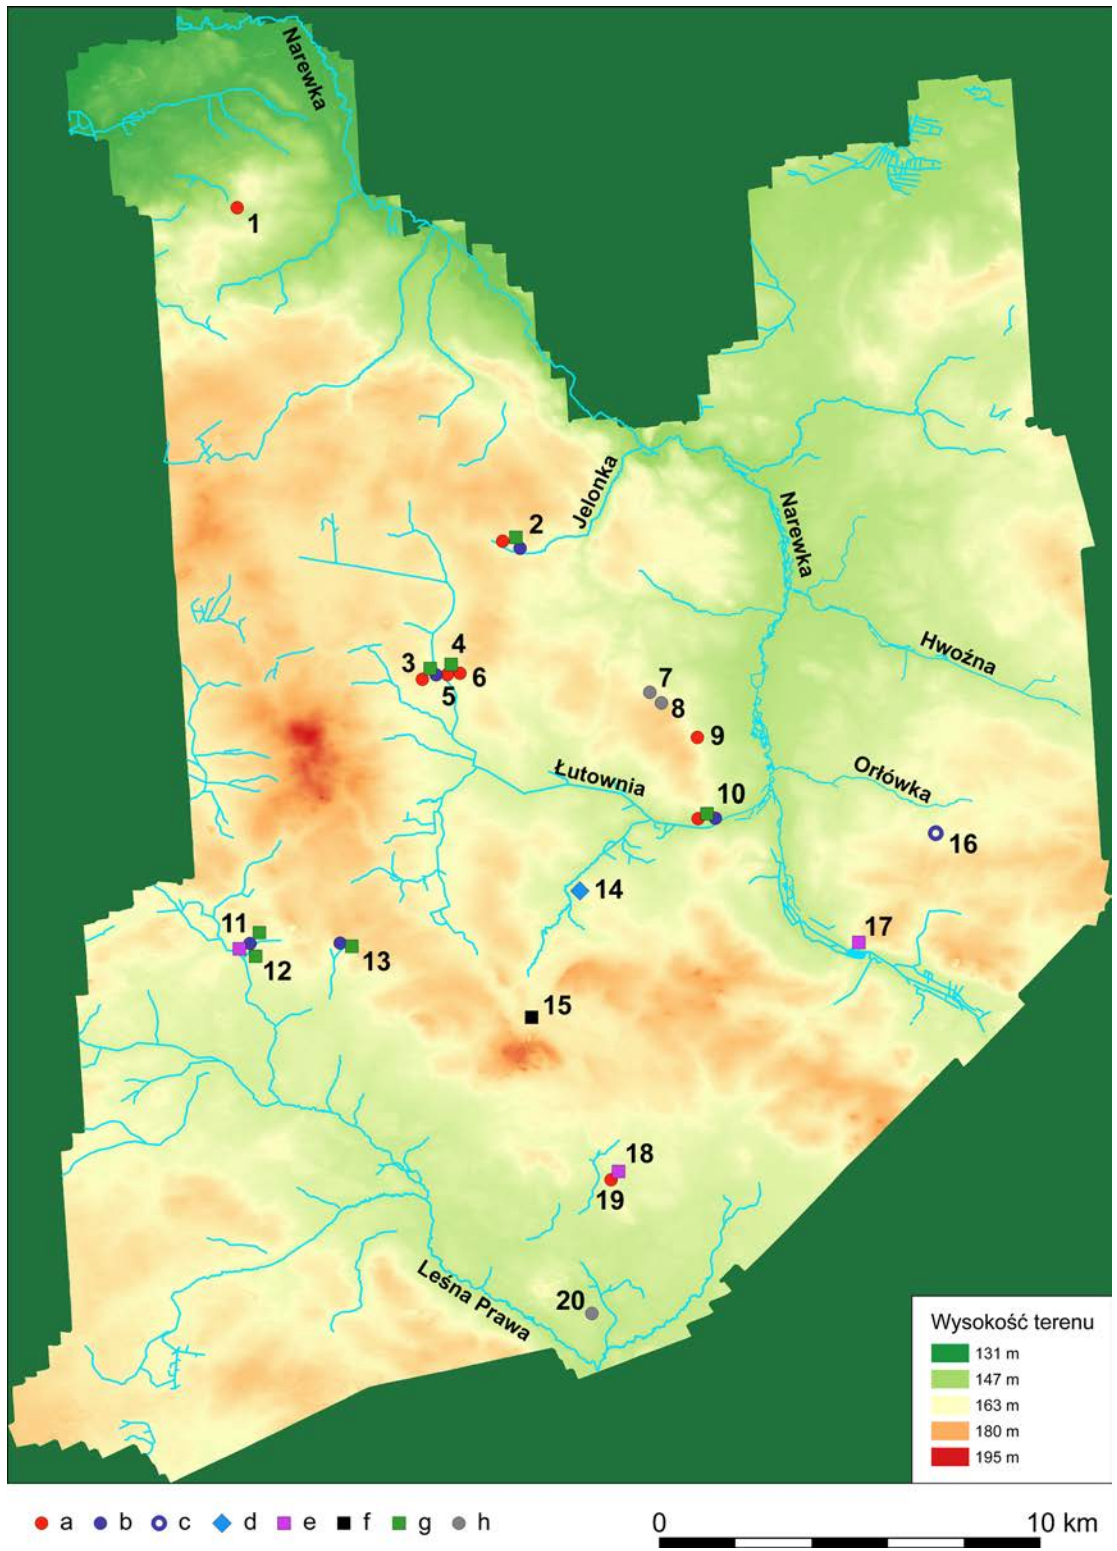 Narewka
1
Jelonka
2
Narewka
Hwoźna
4
3
6
5
7
8
9
Łutownia
Orłówka
10
16
14
11
17
12
13
15
18
19
20
Leśna Prawa
Wysokość terenu
131 m
147 m
163 m
180 m
195 m
a b c d e f g h
0 10 km